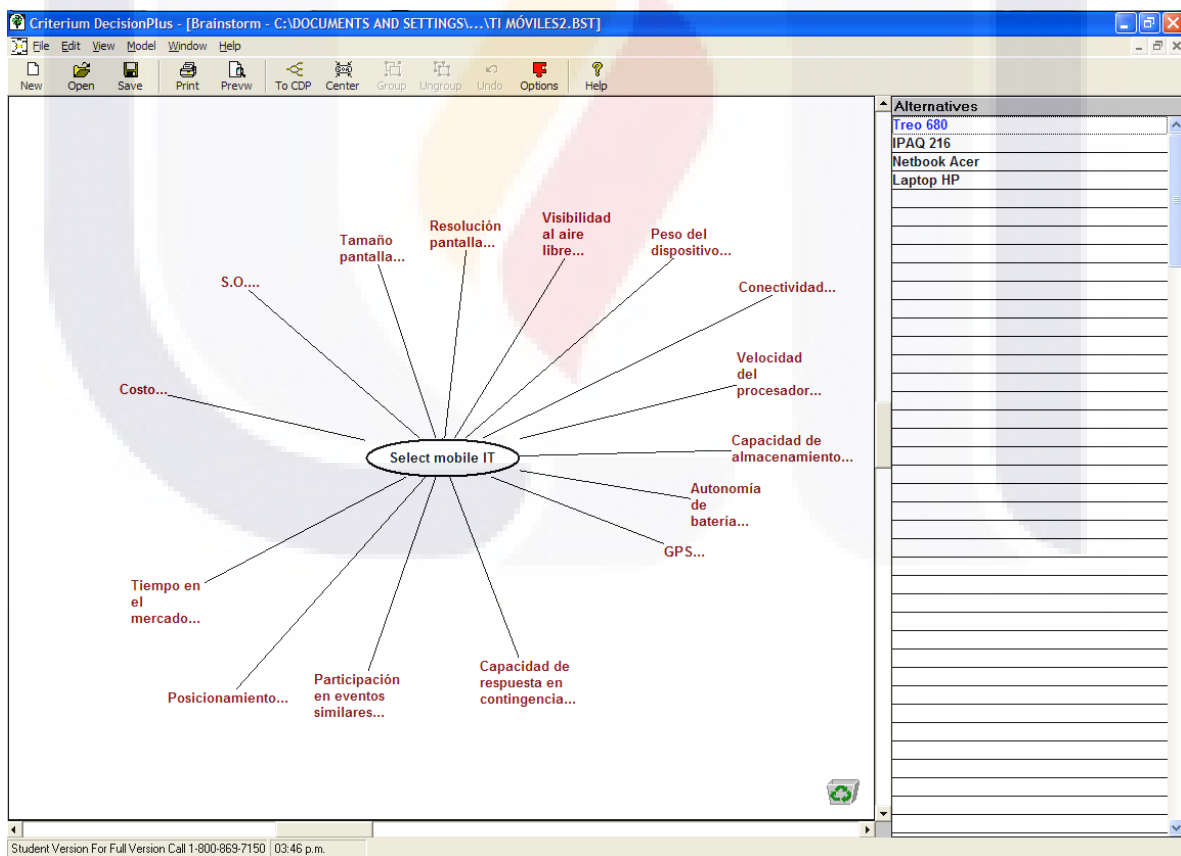 Criterium DecisionPlus - [Brainstorm - C:\DOCUMENTS AND SETTINGS\...\TI MÓVILES2.BST]
File Edit View Model Window Help
New Open Save Print Prevw To CDP Center Group Ungroup Undo Options Help
Alternatives
Treo 680
IPAQ 216
Netbook Acer
Laptop HP
Visibilidad
al aire
libre...
Resolución
pantalla...
Tamaño
pantalla...
Peso del
dispositivo...
S.O....
Conectividad...
Velocidad
del
procesador...
Costo...
Capacidad de
almacenamiento...
Select mobile IT
Autonomía
de
batería...
GPS...
Tiempo en
el
mercado...
Posicionamiento...
Participación
en eventos
similares...
Capacidad de
respuesta en
contingencia...
Student Version For Full Version Call 1-800-869-7150 03:46 p.m.